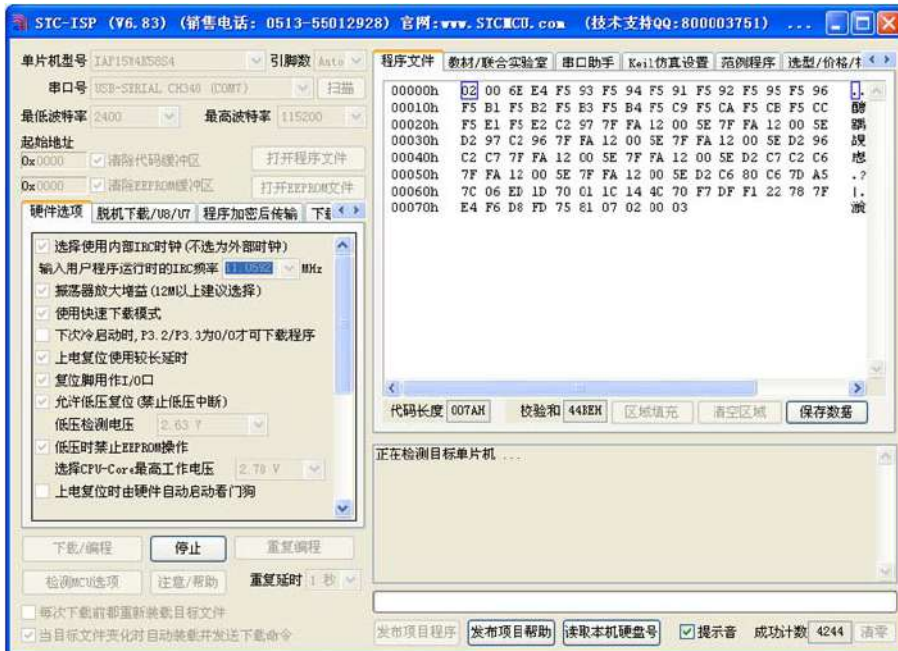 STC-ISP (V6.83) (销售电话: 0513-55012928) 官网:www.STCMCU.com (技术支持QQ:800003751) ...
单片机型号 IAP15W4K58S4 引脚数 Auto
串口号 USB-SERIAL CH340 (COM7) 扫描
最低波特率 2400 最高波特率 115200
起始地址
0x0000 清除代码缓冲区 打开程序文件
0x0000 清除EEPROM缓冲区 打开EEPROM文件
硬件选项 脱机下载/U8/U7 程序加密后传输
选择使用内部IRC时钟(不选为外部时钟)
输入用户程序运行时的IRC频率 11.0592 MHz
振荡器放大增益(12M以上建议选择)
使用快速下载模式
下次冷启动时,P3.2/P3.3为0/0才可下载程序
上电复位使用较长延时
复位脚用作I/O口
允许低压复位(禁止低压中断)
低压检测电压 2.63 V
低压时禁止EEPROM操作
选择CPU-Core最高工作电压 2.70 V
上电复位时由硬件自动启动看门狗
下载/编程 停止 重复编程
检测MCU选项 注意/帮助 重复延时 1 秒
每次下载前都重新装载目标文件
当目标文件变化时自动装载并发送下载命令
程序文件 教材/联合实验室 串口助手 Keil仿真设置 范例程序 选型/价格/
00000h 02 00 6E E4 F5 93 F5 94 F5 91 F5 92 F5 95 F5 96
00010h F5 B1 F5 B2 F5 B3 F5 B4 F5 C9 F5 CA F5 CB F5 CC
00020h F5 E1 F5 E2 C2 97 7F FA 12 00 5E 7F FA 12 00 5E
00030h D2 97 C2 96 7F FA 12 00 5E 7F FA 12 00 5E D2 96
00040h C2 C7 7F FA 12 00 5E 7F FA 12 00 5E D2 C7 C2 C6
00050h 7F FA 12 00 5E 7F FA 12 00 5E D2 C6 80 C6 7D A5 .?
00060h 7C 06 ED 1D 70 01 1C 14 4C 70 F7 DF F1 22 78 7F |.
00070h E4 F6 D8 FD 75 81 07 02 00 03
代码长度 007AH 校验和 44BEH 区域填充 清空区域 保存数据
正在检测目标单片机 ...
发布项目程序 发布项目帮助 读取本机硬盘号 提示音 成功计数 4244 清零